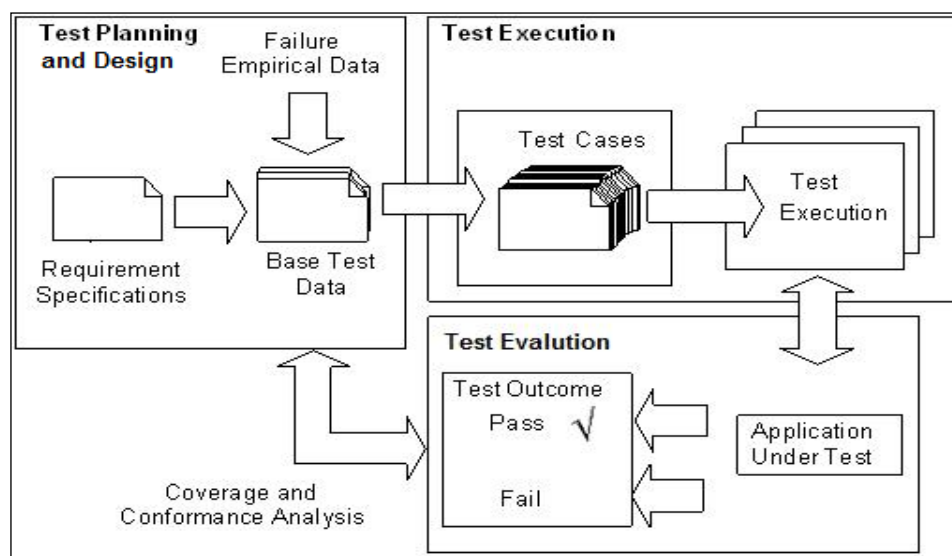 Test Planning
and Design
Failure
Empirical Data
Requirement
Specifications
Base Test
Data
Test Execution
Test Cases
Test
Execution
Test Evalution
Test Outcome
Pass √
Fail
Application
Under Test
Coverage and
Conformance Analysis